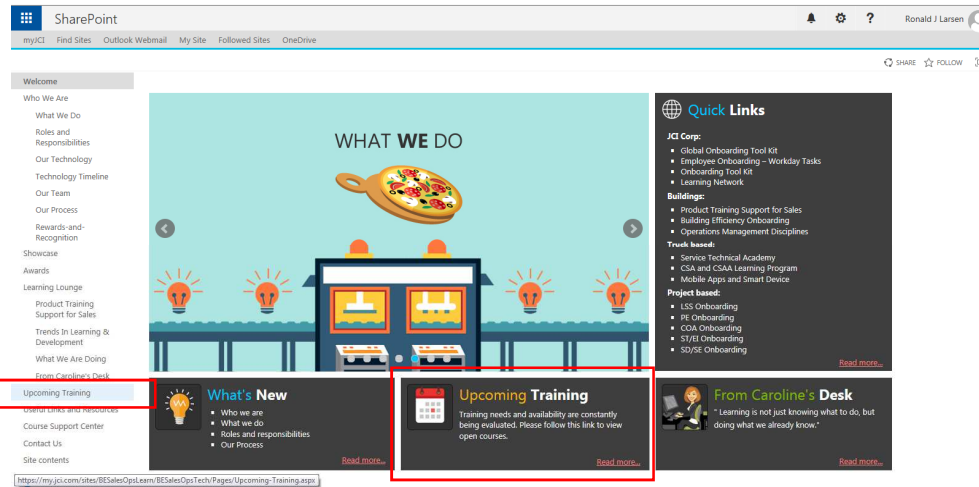 SharePoint
? Ronald J Larsen
myJCI Find Sites Outlook Webmail My Site Followed Sites OneDrive
SHARE FOLLOW
Welcome
Who We Are
What We Do
Roles and
Responsibilities
Our Technology
Technology Timeline
Our Team
Our Process
Rewards-and-
Recognition
Showcase
Awards
Learning Lounge
Product Training
Support for Sales
Trends In Learning &
Development
What We Are Doing
From Caroline's Desk
Upcoming Training
Useful Links and Resources
Course Support Center
Contact Us
Site contents
https://my.jci.com/sites/BESalesOpsLearn/BESalesOpsTech/Pages/Upcoming-Training.aspx
WHAT WE DO
Quick Links
JCI Corp:
Global Onboarding Tool Kit
Employee Onboarding – Workday Tasks
Onboarding Tool Kit
Learning Network
Buildings:
Product Training Support for Sales
Building Efficiency Onboarding
Operations Management Disciplines
Truck based:
Service Technical Academy
CSA and CSAA Learning Program
Mobile Apps and Smart Device
Project based:
LSS Onboarding
PE Onboarding
COA Onboarding
ST/EI Onboarding
SD/SE Onboarding
Read more...
What's New
Who we are
What we do
Roles and responsibilities
Our Process
Read more...
Upcoming Training
Training needs and availability are constantly
being evaluated. Please follow this link to view
open courses.
Read more...
From Caroline's Desk
" Learning is not just knowing what to do, but
doing what we already know."
Read more...